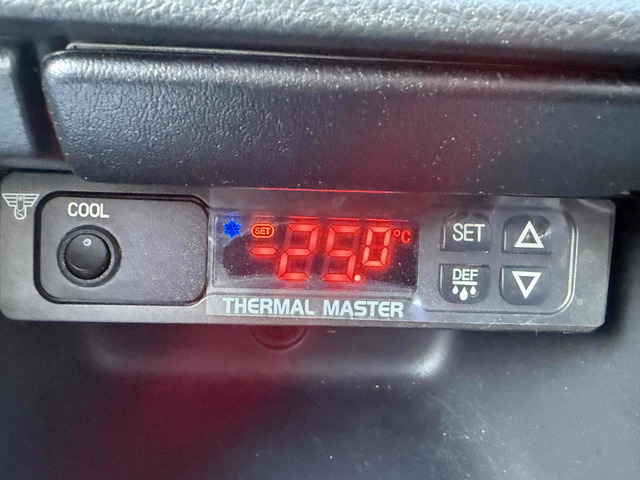 COOL
SET
-25.0 °C
THERMAL MASTER
SET
DEF